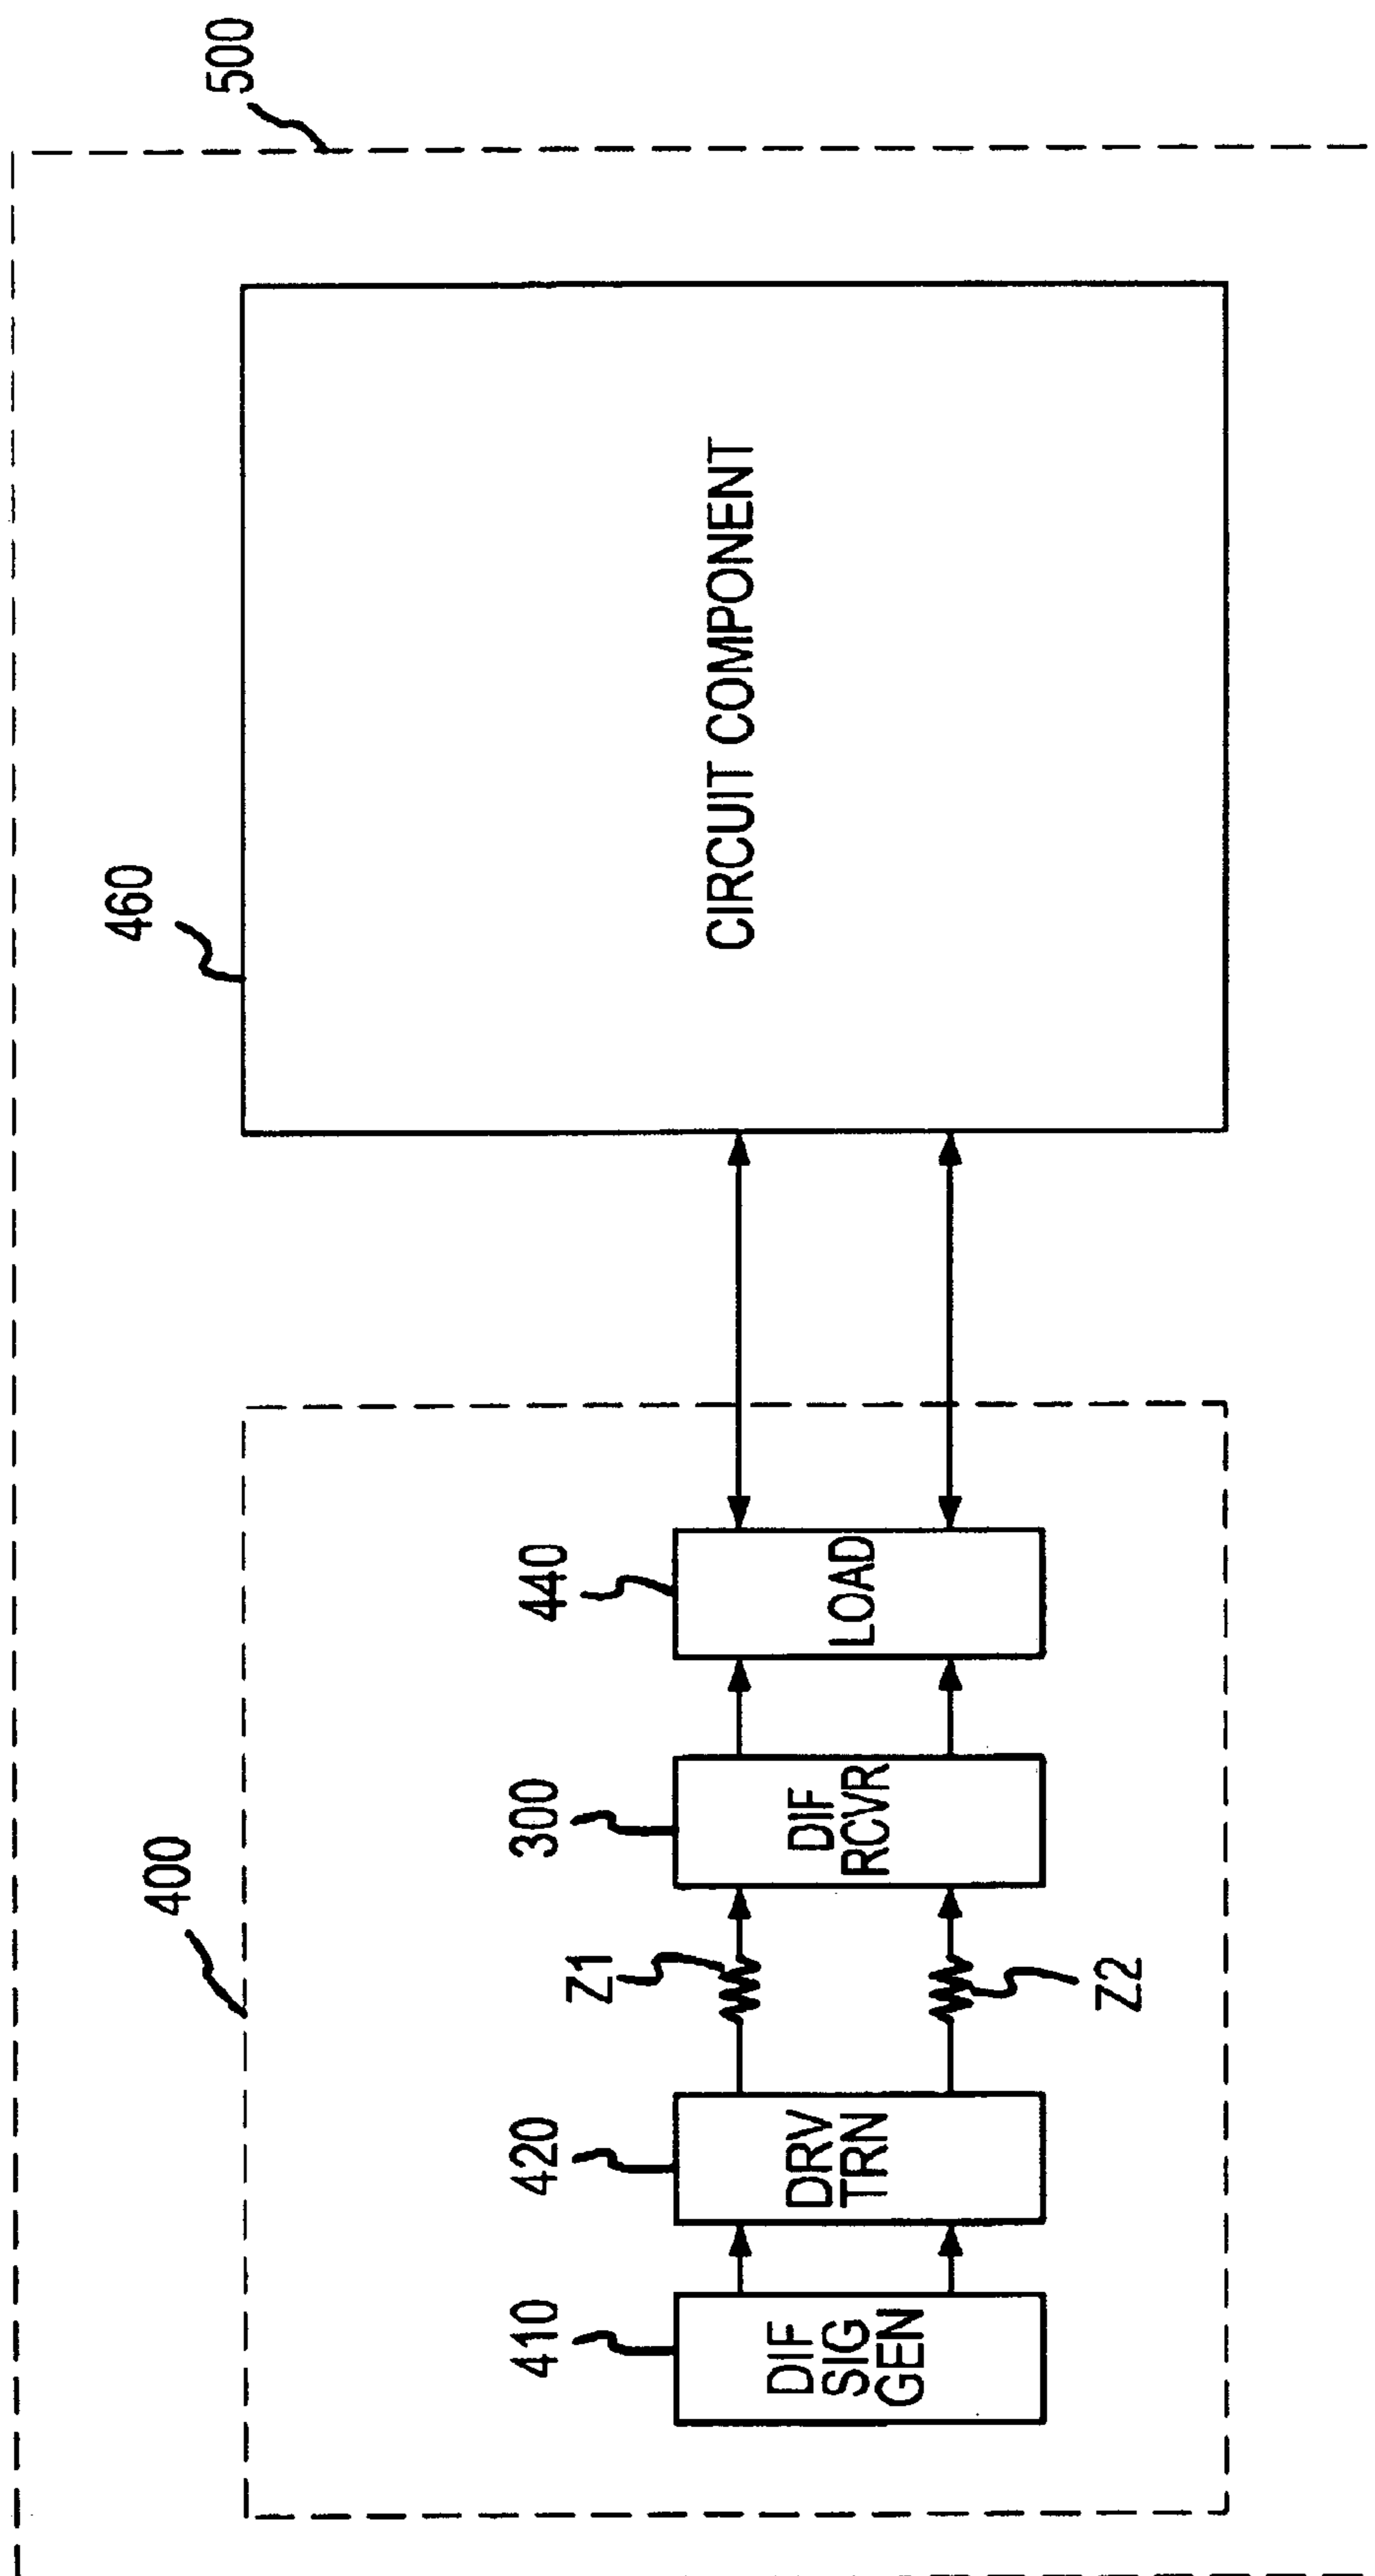 500
460
CIRCUIT COMPONENT
400
440
LOAD
300
DIF
RCVR
Z1
Z2
420
DRV
TRN
410
DIF
SIG
GEN